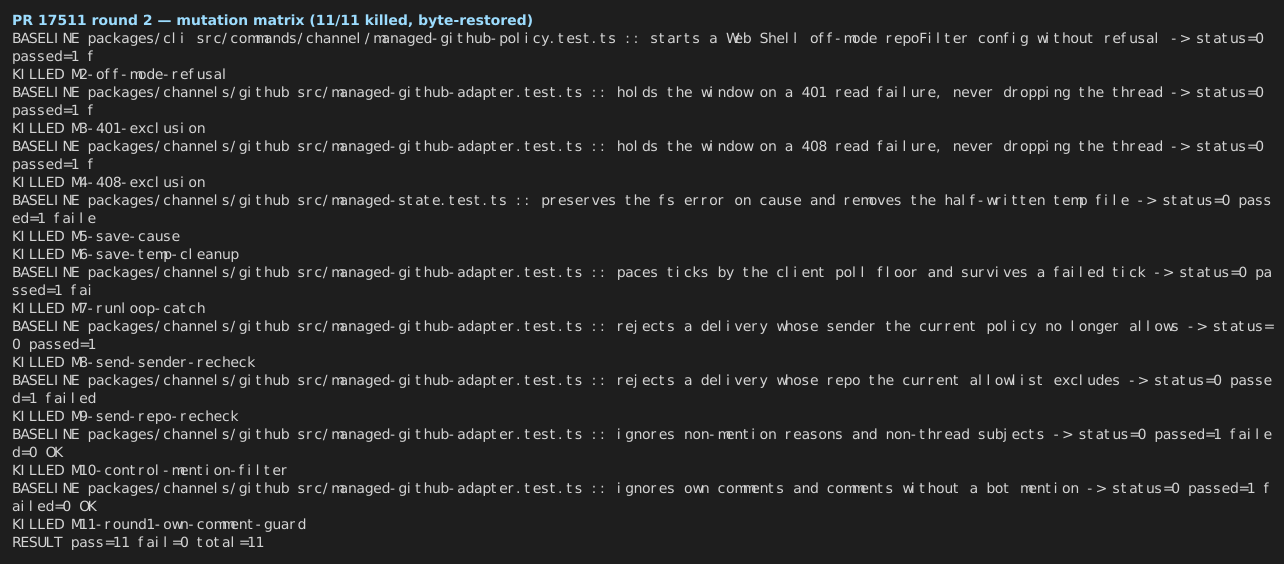 PR 17511 round 2 — mutation matrix (11/11 killed, byte-restored)
BASELINE packages/cli src/commands/channel/managed-github-policy.test.ts :: starts a Web Shell off-mode repoFilter config without refusal -> status=0
passed=1 f
KILLED M2-off-mode-refusal
BASELINE packages/channels/github src/managed-github-adapter.test.ts :: holds the window on a 401 read failure, never dropping the thread -> status=0
passed=1 f
KILLED M3-401-exclusion
BASELINE packages/channels/github src/managed-github-adapter.test.ts :: holds the window on a 408 read failure, never dropping the thread -> status=0
passed=1 f
KILLED M4-408-exclusion
BASELINE packages/channels/github src/managed-state.test.ts :: preserves the fs error on cause and removes the half-written temp file -> status=0 pass
ed=1 faile
KILLED M5-save-cause
KILLED M6-save-temp-cleanup
BASELINE packages/channels/github src/managed-github-adapter.test.ts :: paces ticks by the client poll floor and survives a failed tick -> status=0 pa
ssed=1 fai
KILLED M7-runloop-catch
BASELINE packages/channels/github src/managed-github-adapter.test.ts :: rejects a delivery whose sender the current policy no longer allows -> status=
0 passed=1
KILLED M8-send-sender-recheck
BASELINE packages/channels/github src/managed-github-adapter.test.ts :: rejects a delivery whose repo the current allowlist excludes -> status=0 passe
d=1 failed
KILLED M9-send-repo-recheck
BASELINE packages/channels/github src/managed-github-adapter.test.ts :: ignores non-mention reasons and non-thread subjects -> status=0 passed=1 faile
d=0 OK
KILLED M10-control-mention-filter
BASELINE packages/channels/github src/managed-github-adapter.test.ts :: ignores own comments and comments without a bot mention -> status=0 passed=1 f
ailed=0 OK
KILLED M11-round1-own-comment-guard
RESULT pass=11 fail=0 total=11